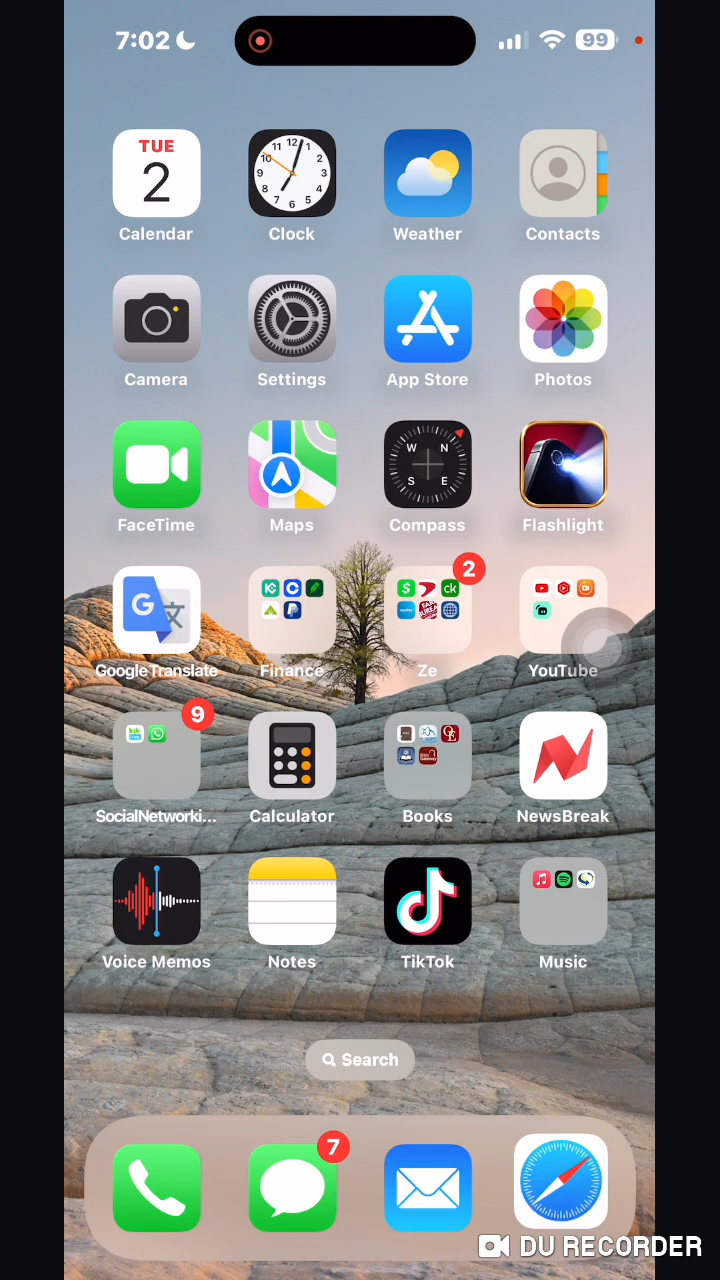 7:02
99
TUE
2
Calendar
Clock
Weather
Contacts
Camera
Settings
App Store
Photos
W N
S E
FaceTime
Maps
Compass
Flashlight
G
2
Google Translate
Finance
Ze
YouTube
9
SocialNetworki...
Calculator
Books
NewsBreak
Voice Memos
Notes
TikTok
Music
Search
7
DU RECORDER